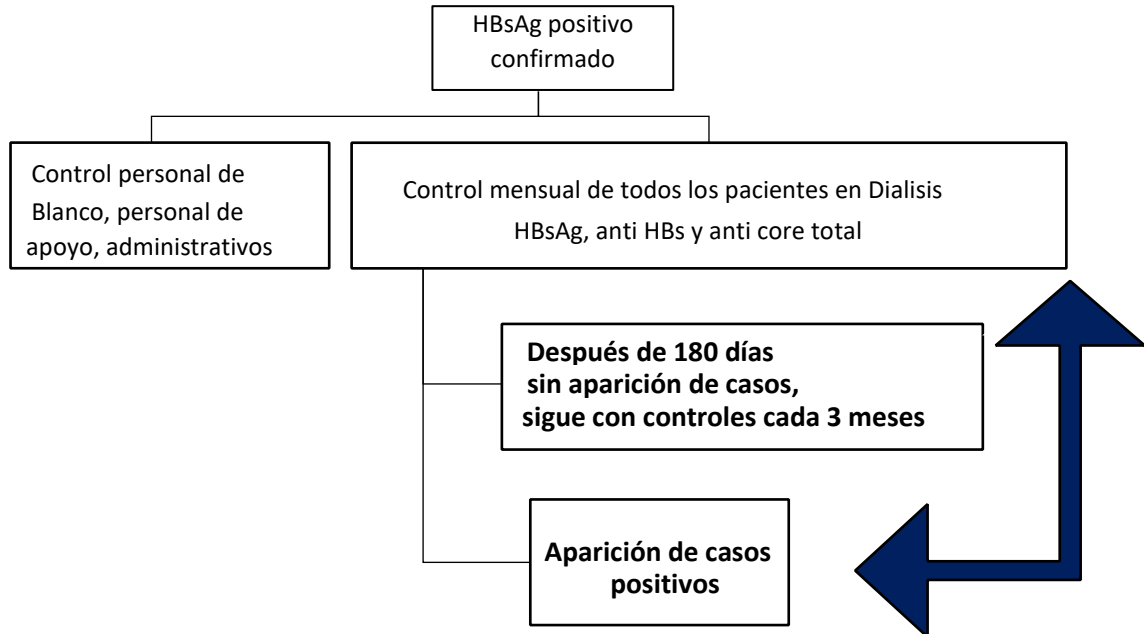 HBsAg positivo
confirmado
Control personal de
Blanco, personal de
apoyo, administrativos
Control mensual de todos los pacientes en Dialisis
HBsAg, anti HBs y anti core total
Después de 180 días
sin aparición de casos,
sigue con controles cada 3 meses
Aparición de casos
positivos